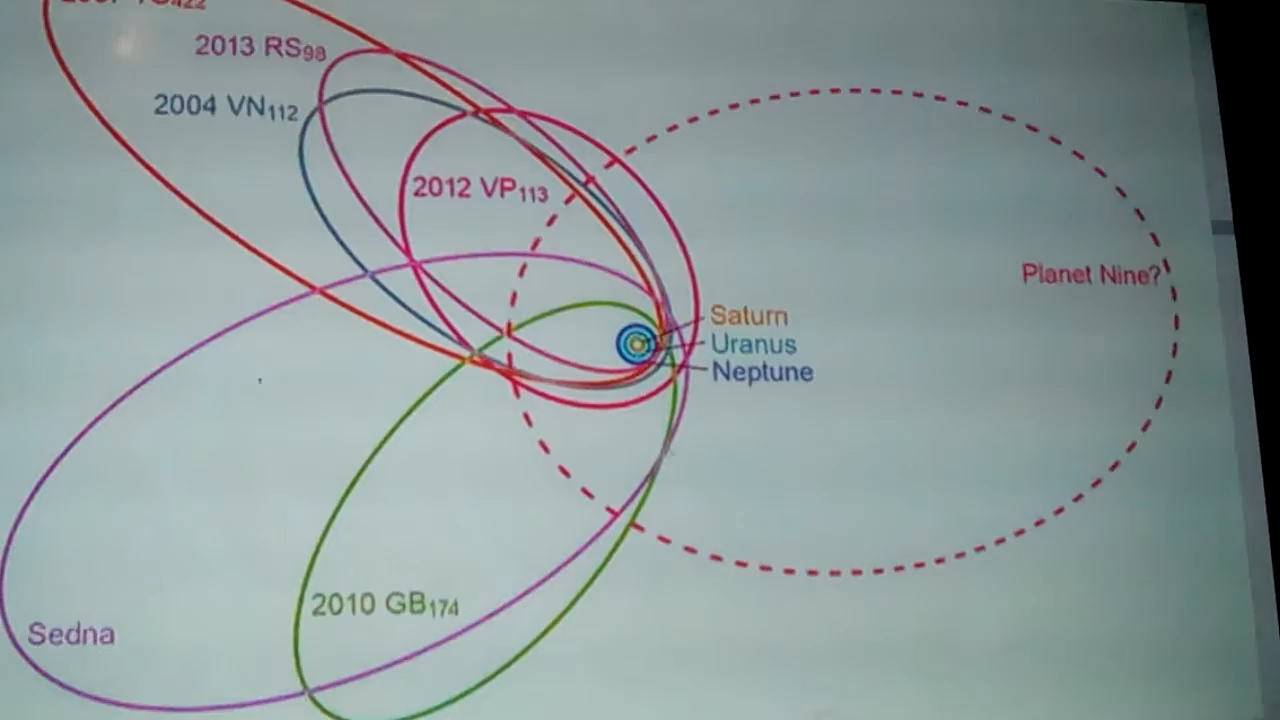 2013 RS98
2004 VN112
2012 VP113
Planet Nine?
Saturn
Uranus
Neptune
2010 GB174
Sedna